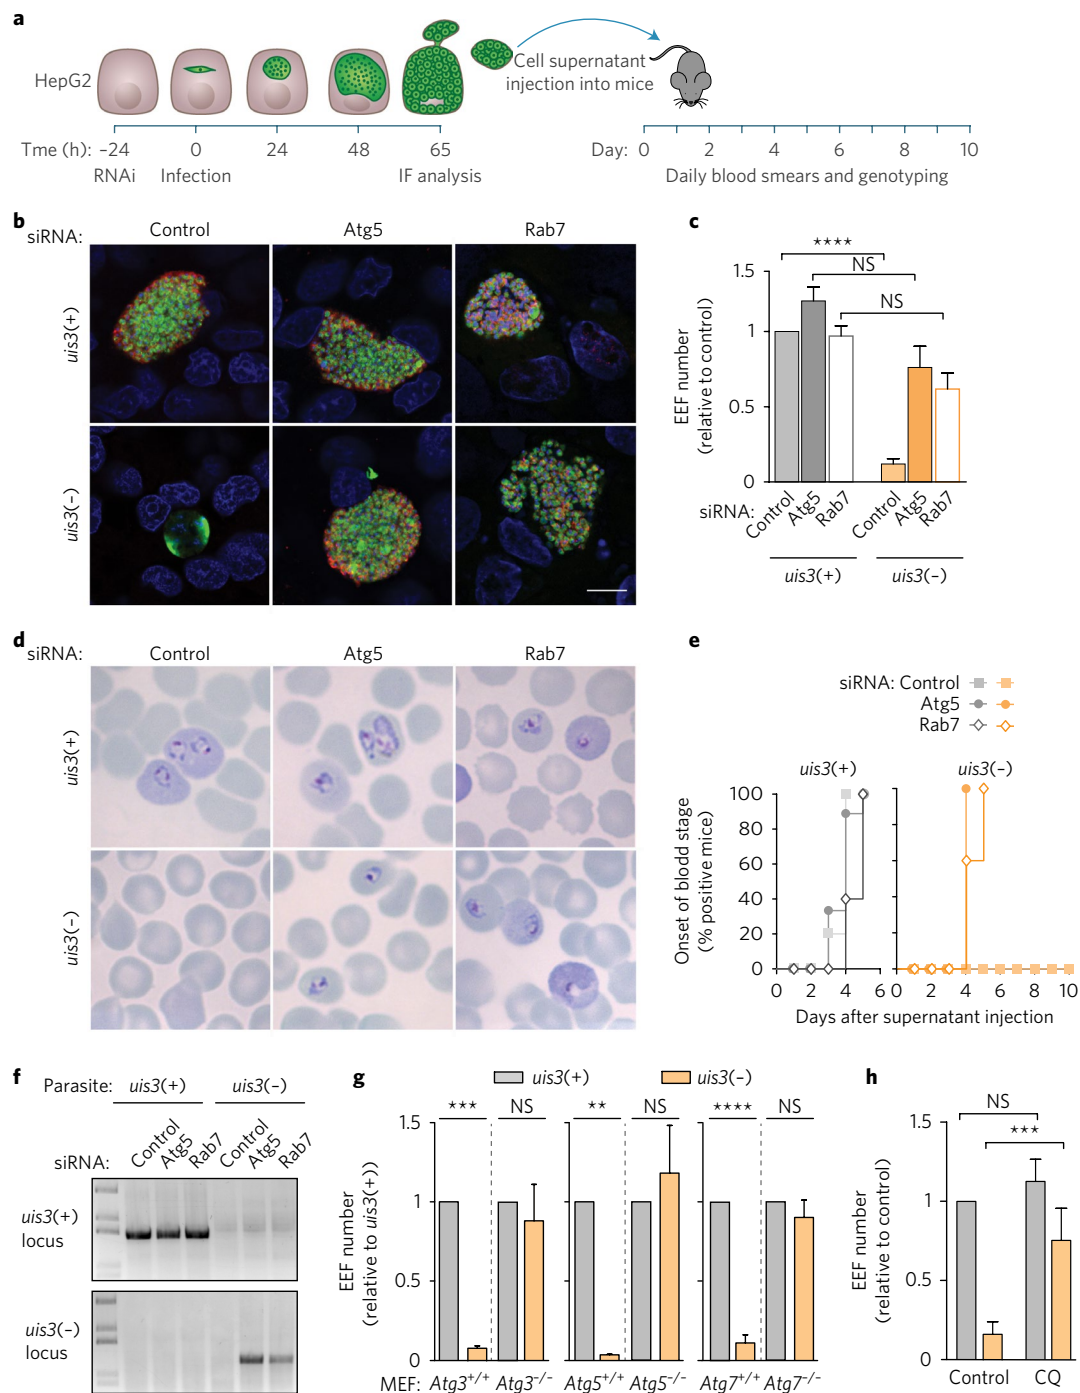 a
HepG2
Cell supernatant
injection into mice
Tme (h): –24 0 24 48 65
RNAi Infection IF analysis
Day: 0 2 4 6 8 10
Daily blood smears and genotyping
b
siRNA: Control Atg5 Rab7
uis3(+)
uis3(–)
c
**** NS NS
EEF number
(relative to control)
1.5
1
0.5
0
siRNA: Control Atg5 Rab7 Control Atg5 Rab7
uis3(+) uis3(–)
d
siRNA: Control Atg5 Rab7
uis3(+)
uis3(–)
e
siRNA: Control
Atg5
Rab7
uis3(+) uis3(–)
Onset of blodd stage
(% positive mice)
100
80
60
40
20
0
0 2 4 6 0 2 4 6 8 10
Days after supernatant injection
f
Parasite: uis3(+) uis3(–)
siRNA: Control Atg5 Rab7 Control Atg5 Rab7
uis3(+)
locus
uis3(–)
locus
g
uis3(+) uis3(–)
*** NS ** NS **** NS
EEF number
(relative to uis3(+))
1.5
1
0.5
0
MEF: Atg3+/+ Atg3–/– Atg5+/+ Atg5–/– Atg7+/+ Atg7–/–
h
NS
***
EEF number
(relative to control)
1.5
1
0.5
0
Control CQ